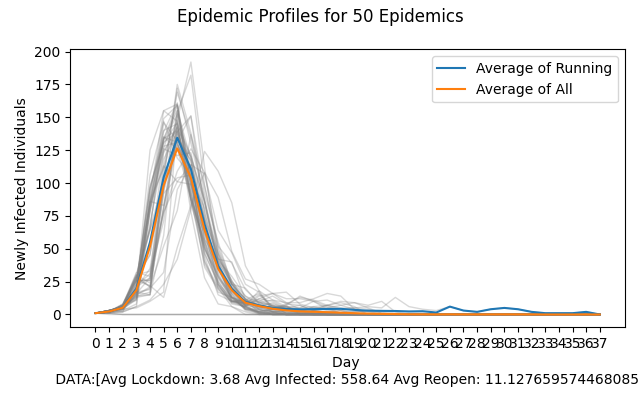 Epidemic Profiles for 50 Epidemics
200
175
150
125
100
75
50
25
0
Newly Infected Individuals
Average of Running
Average of All
0 1 2 3 4 5 6 7 8 9 10 11 12 13 14 15 16 17 18 19 20 21 22 23 24 25 26 27 28 29 30 31 32 33 34 35 36 37
Day
DATA:[Avg Lockdown: 3.68 Avg Infected: 558.64 Avg Reopen: 11.127659574468085